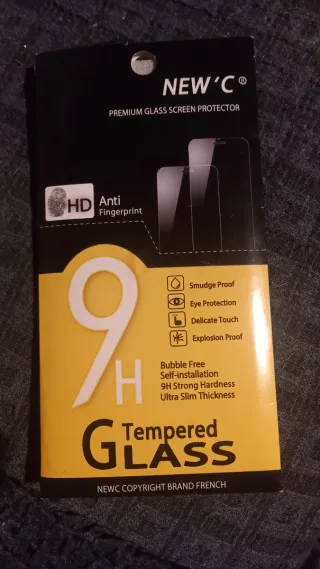 NEW 'C ®
PREMIUM GLASS SCREEN PROTECTOR
HD
Anti
Fingerprint
9H
Smudge Proof
Eye Protection
Delicate Touch
Explosion Proof
Bubble Free
Self-installation
9H Strong Hardness
Ultra Slim Thickness
Tempered
GLASS
NEWC COPYRIGHT BRAND FRENCH